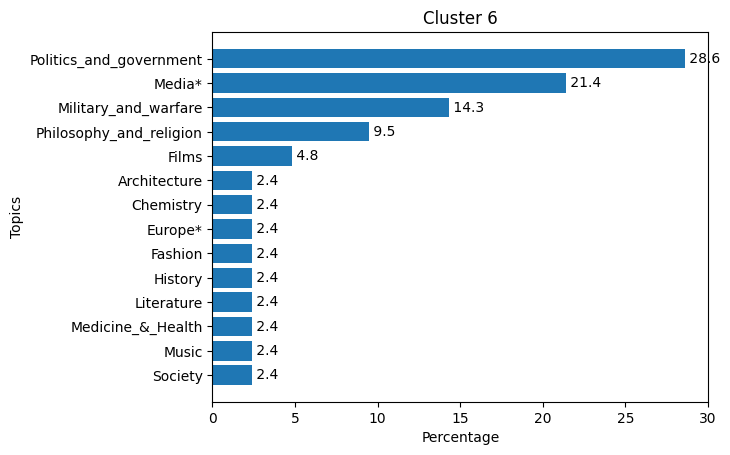 Cluster 6
Politics_and_government 28.6
Media* 21.4
Military_and_warfare 14.3
Philosophy_and_religion 9.5
Films 4.8
Architecture 2.4
Chemistry 2.4
Europe* 2.4
Fashion 2.4
History 2.4
Literature 2.4
Medicine_&_Health 2.4
Music 2.4
Society 2.4
Topics
0 5 10 15 20 25 30
Percentage